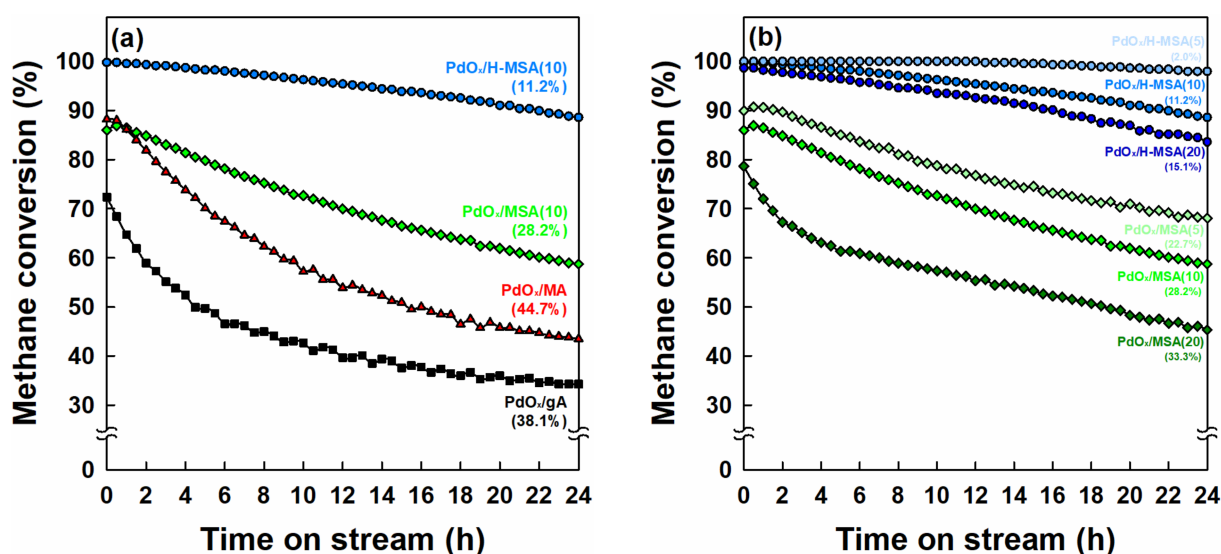 (a)
Methane conversion (%)
100
90
80
70
60
50
40
30
0
PdOₓ/H-MSA(10)
(11.2%)
PdOₓ/MSA(10)
(28.2%)
PdOₓ/MA
(44.7%)
PdOₓ/gA
(38.1%)
0 2 4 6 8 10 12 14 16 18 20 22 24
Time on stream (h)
(b)
Methane conversion (%)
100
90
80
70
60
50
40
30
0
PdOₓ/H-MSA(5)
(2.0%)
PdOₓ/H-MSA(10)
(11.2%)
PdOₓ/H-MSA(20)
(15.1%)
PdOₓ/MSA(5)
(22.7%)
PdOₓ/MSA(10)
(28.2%)
PdOₓ/MSA(20)
(33.3%)
0 2 4 6 8 10 12 14 16 18 20 22 24
Time on stream (h)